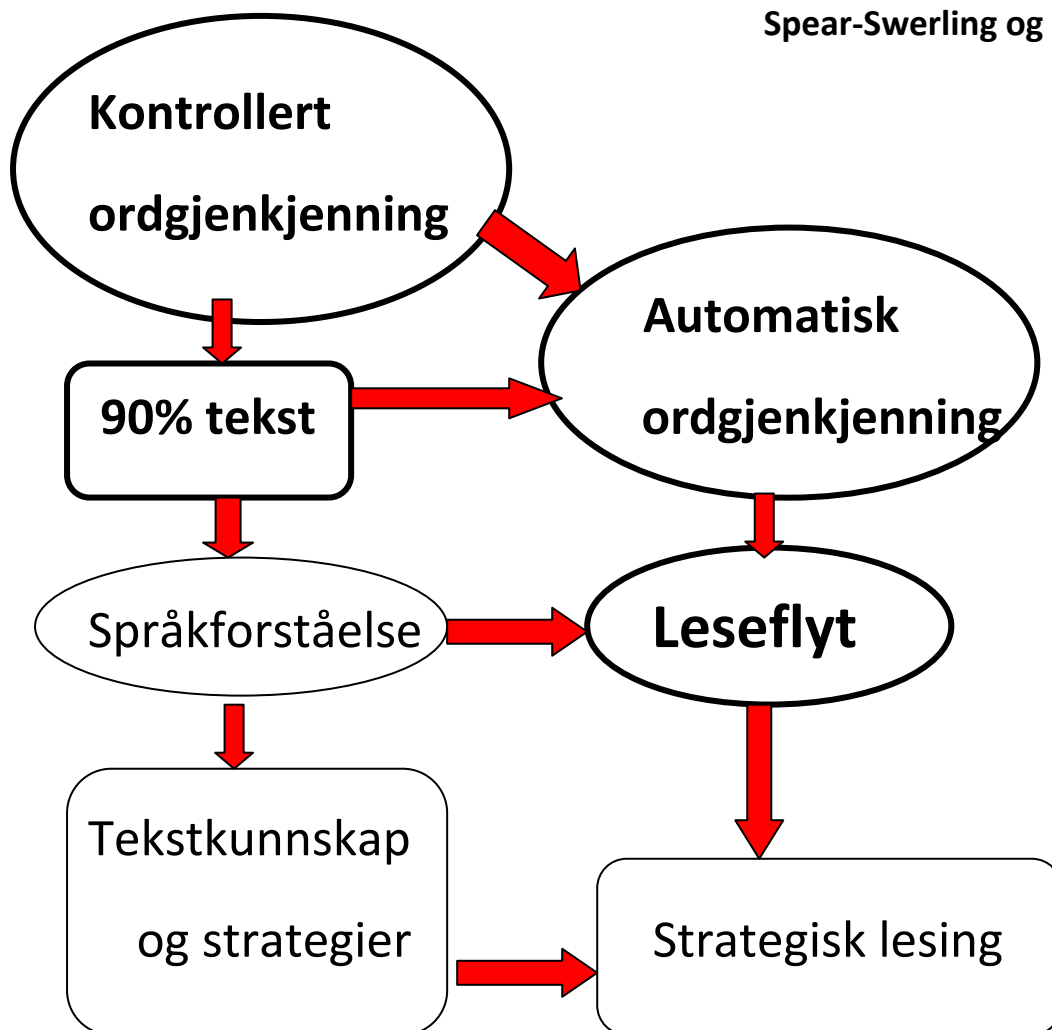 Spear-Swerling og
Kontrollert
ordgjenkjenning
Automatisk
ordgjenkjenning
90% tekst
Språkforståelse
Leseflyt
Tekstkunnskap
og strategier
Strategisk lesing